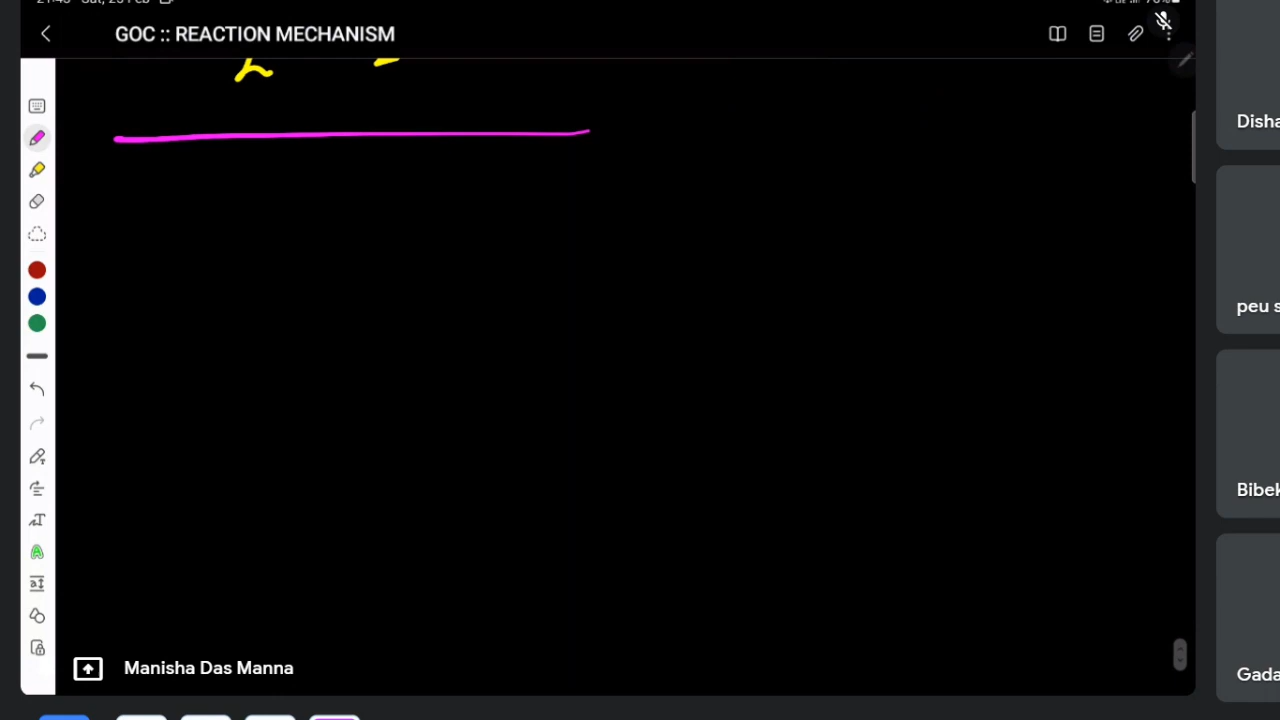 GOC :: REACTION MECHANISM
Disha
peu s
Bibek
Gada
Manisha Das Manna